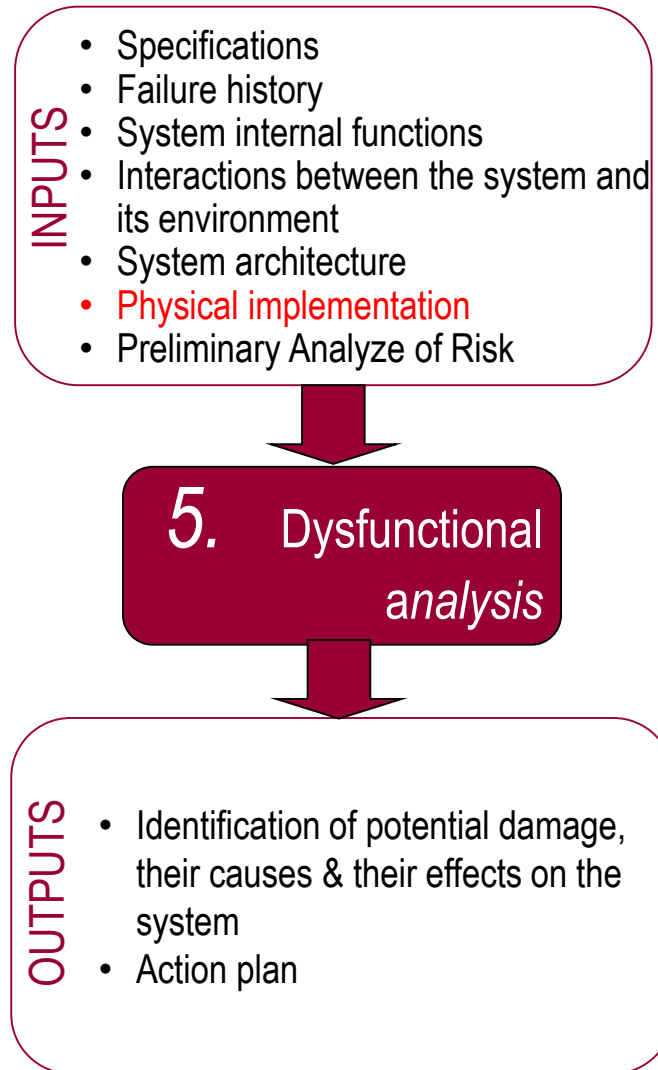 INPUTS
• Specifications
• Failure history
• System internal functions
• Interactions between the system and
its environment
• System architecture
• Physical implementation
• Preliminary Analyze of Risk
5. Dysfunctional
analysis
OUTPUTS
• Identification of potential damage,
their causes & their effects on the
system
• Action plan